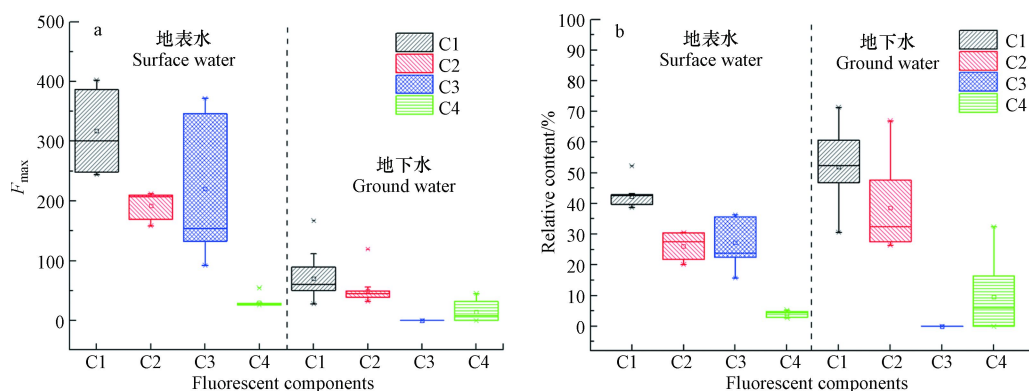 a
地表水
Surface water
C1
C2
C3
C4
地下水
Ground water
500
400
300
200
100
0
Fmax
C1 C2 C3 C4 C1 C2 C3 C4
Fluorescent components
b
地表水
Surface water
地下水
Ground water
C1
C2
C3
C4
100
90
80
70
60
50
40
30
20
10
0
Relative content/%
C1 C2 C3 C4 C1 C2 C3 C4
Fluorescent components